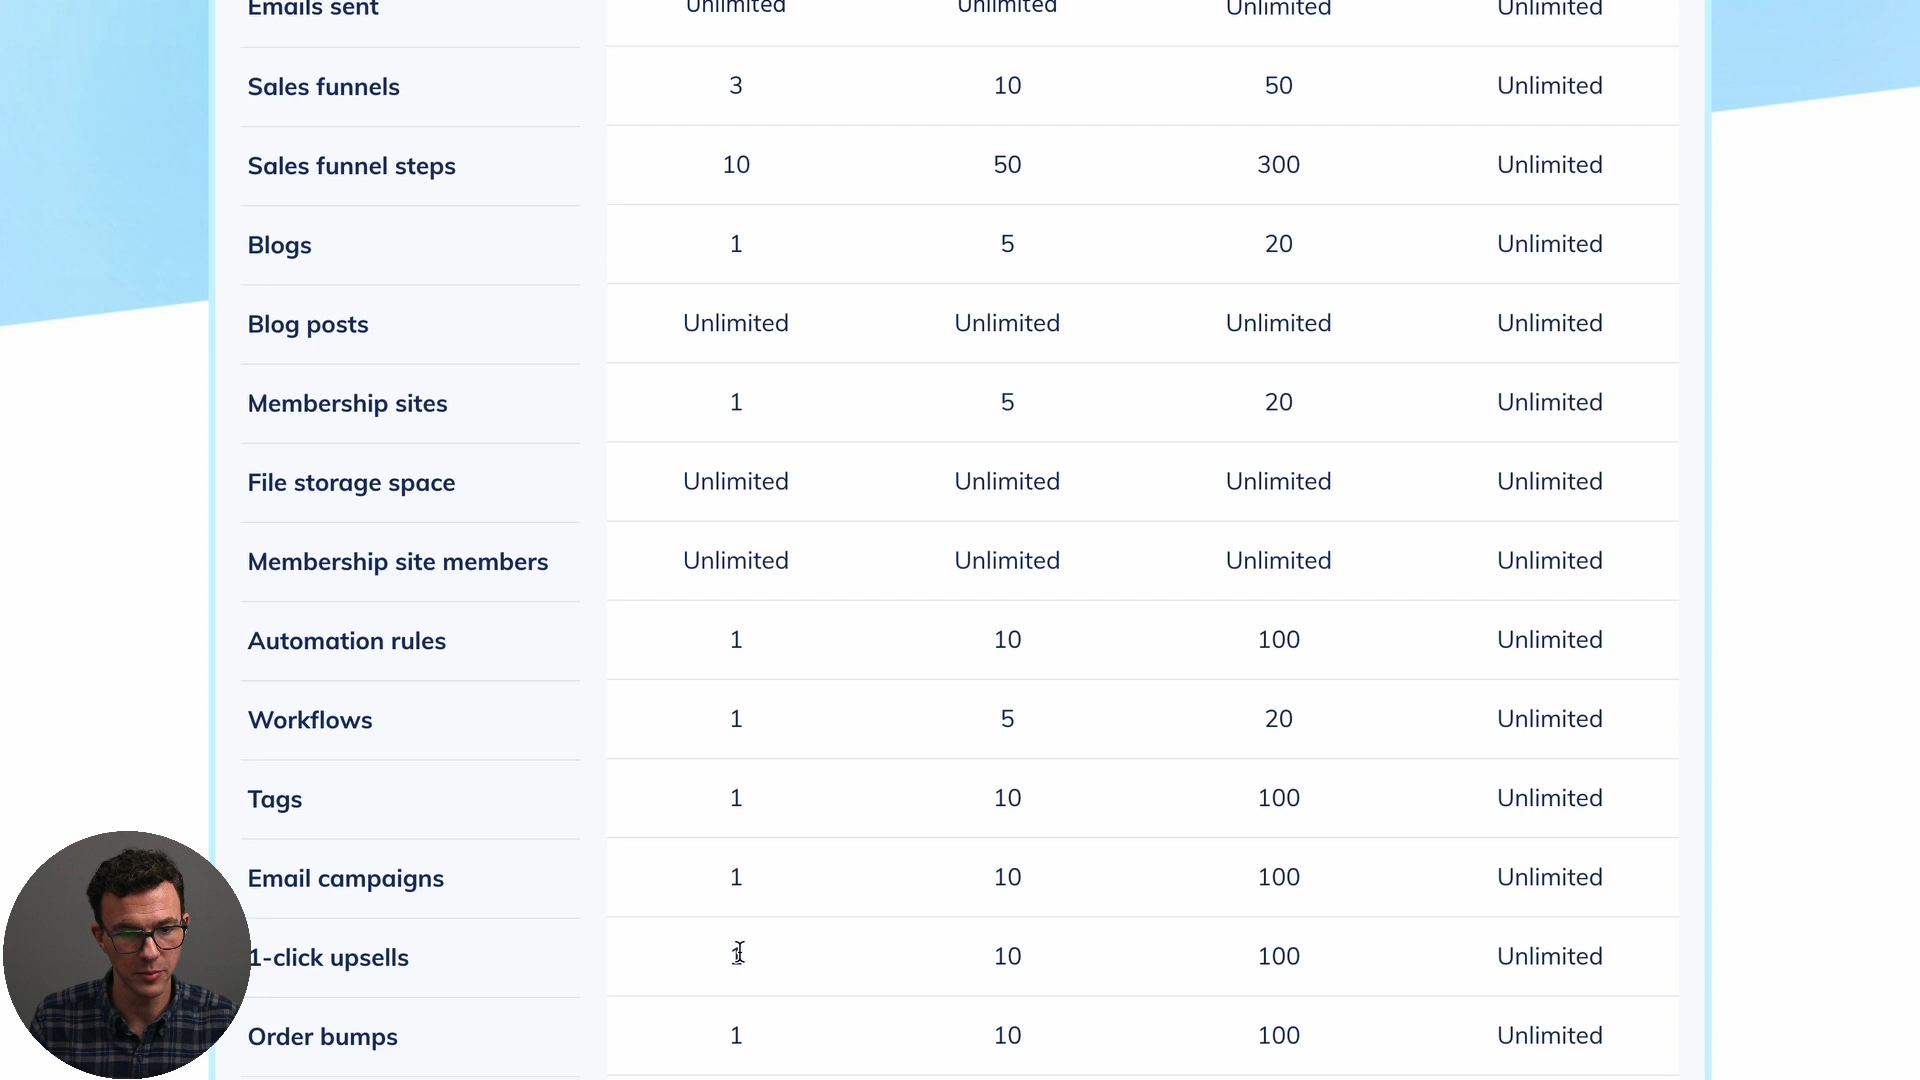 Emails sent Unlimited Unlimited Unlimited Unlimited
Sales funnels 3 10 50 Unlimited
Sales funnel steps 10 50 300 Unlimited
Blogs 1 5 20 Unlimited
Blog posts Unlimited Unlimited Unlimited Unlimited
Membership sites 1 5 20 Unlimited
File storage space Unlimited Unlimited Unlimited Unlimited
Membership site members Unlimited Unlimited Unlimited Unlimited
Automation rules 1 10 100 Unlimited
Workflows 1 5 20 Unlimited
Tags 1 10 100 Unlimited
Email campaigns 1 10 100 Unlimited
1-click upsells 1 10 100 Unlimited
Order bumps 1 10 100 Unlimited